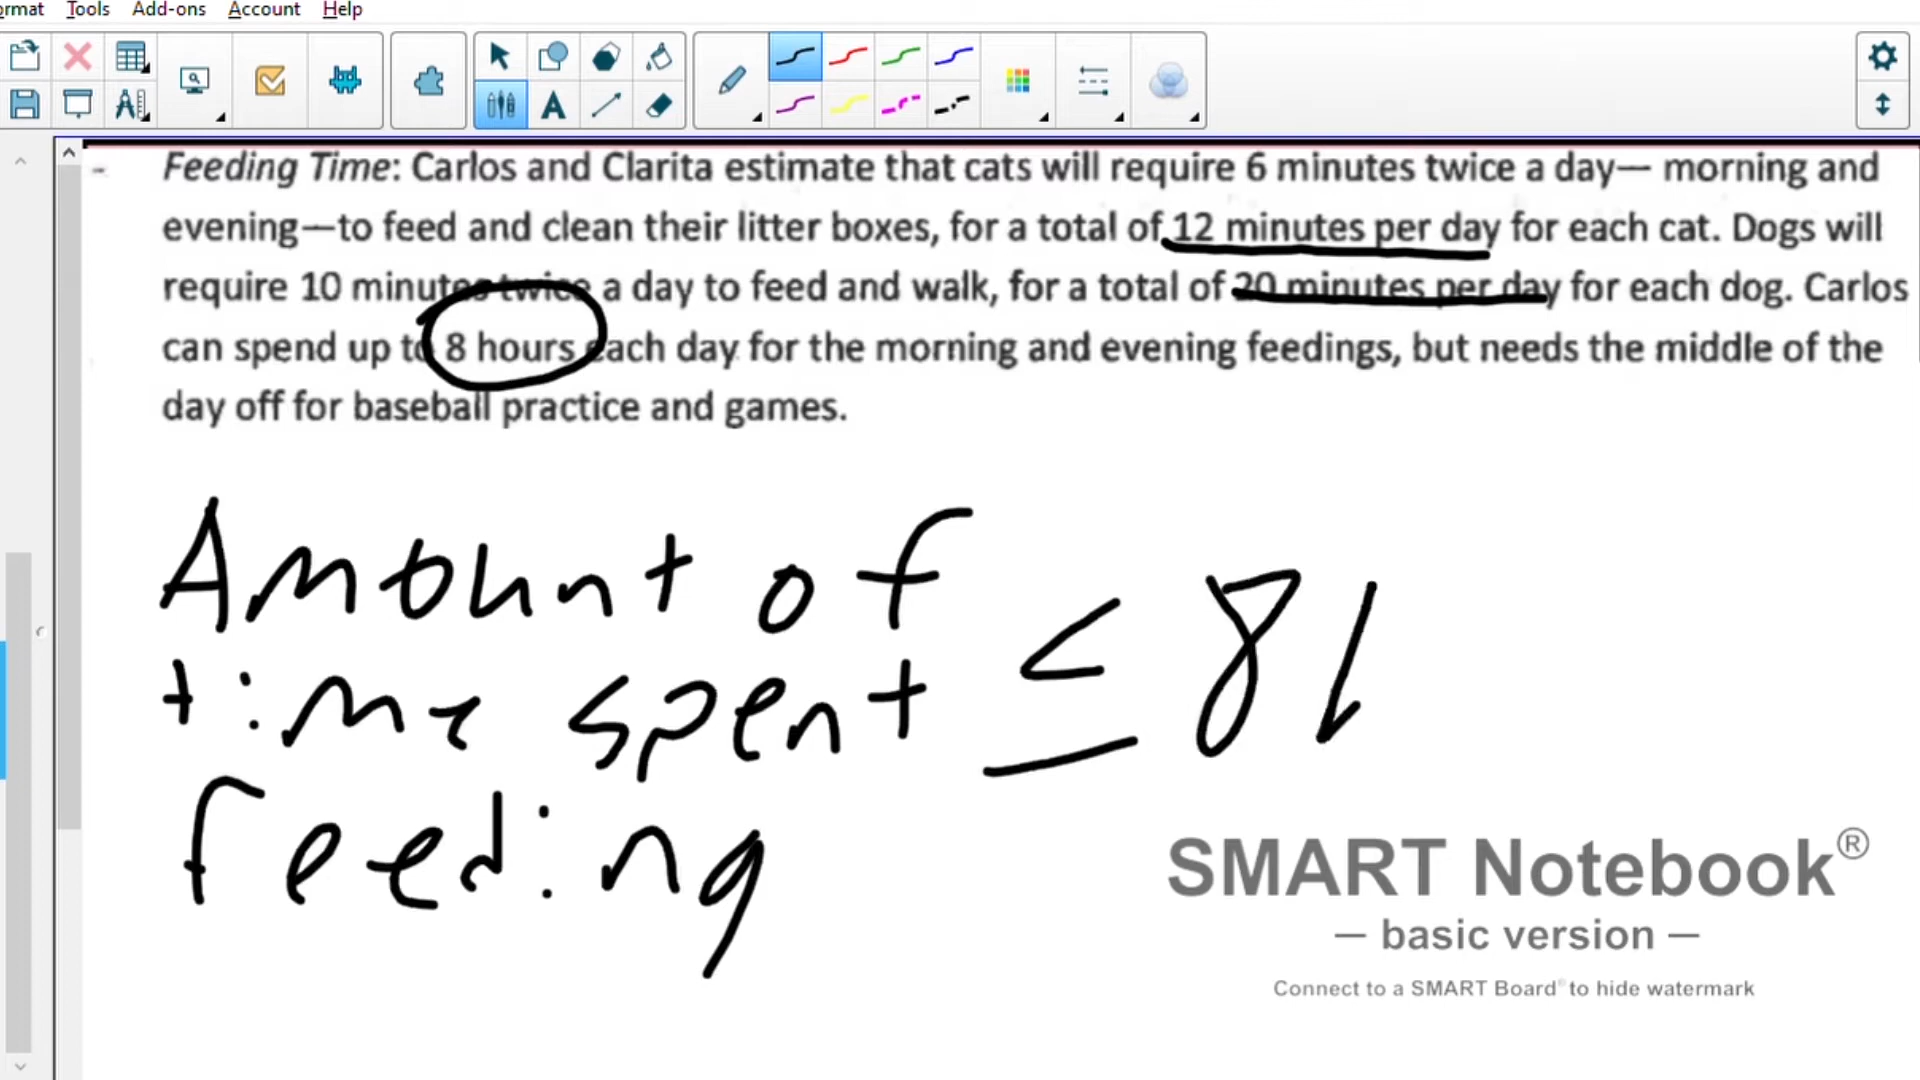 ormat Tools Add-ons Account Help
Feeding Time: Carlos and Clarita estimate that cats will require 6 minutes twice a day— morning and
evening—to feed and clean their litter boxes, for a total of 12 minutes per day for each cat. Dogs will
require 10 minutes twice a day to feed and walk, for a total of 20 minutes per day for each dog. Carlos
can spend up to 8 hours each day for the morning and evening feedings, but needs the middle of the
day off for baseball practice and games.
Amount of
time spent ≤ 8
feeding
SMART Notebook®
— basic version —
Connect to a SMART Board® to hide watermark